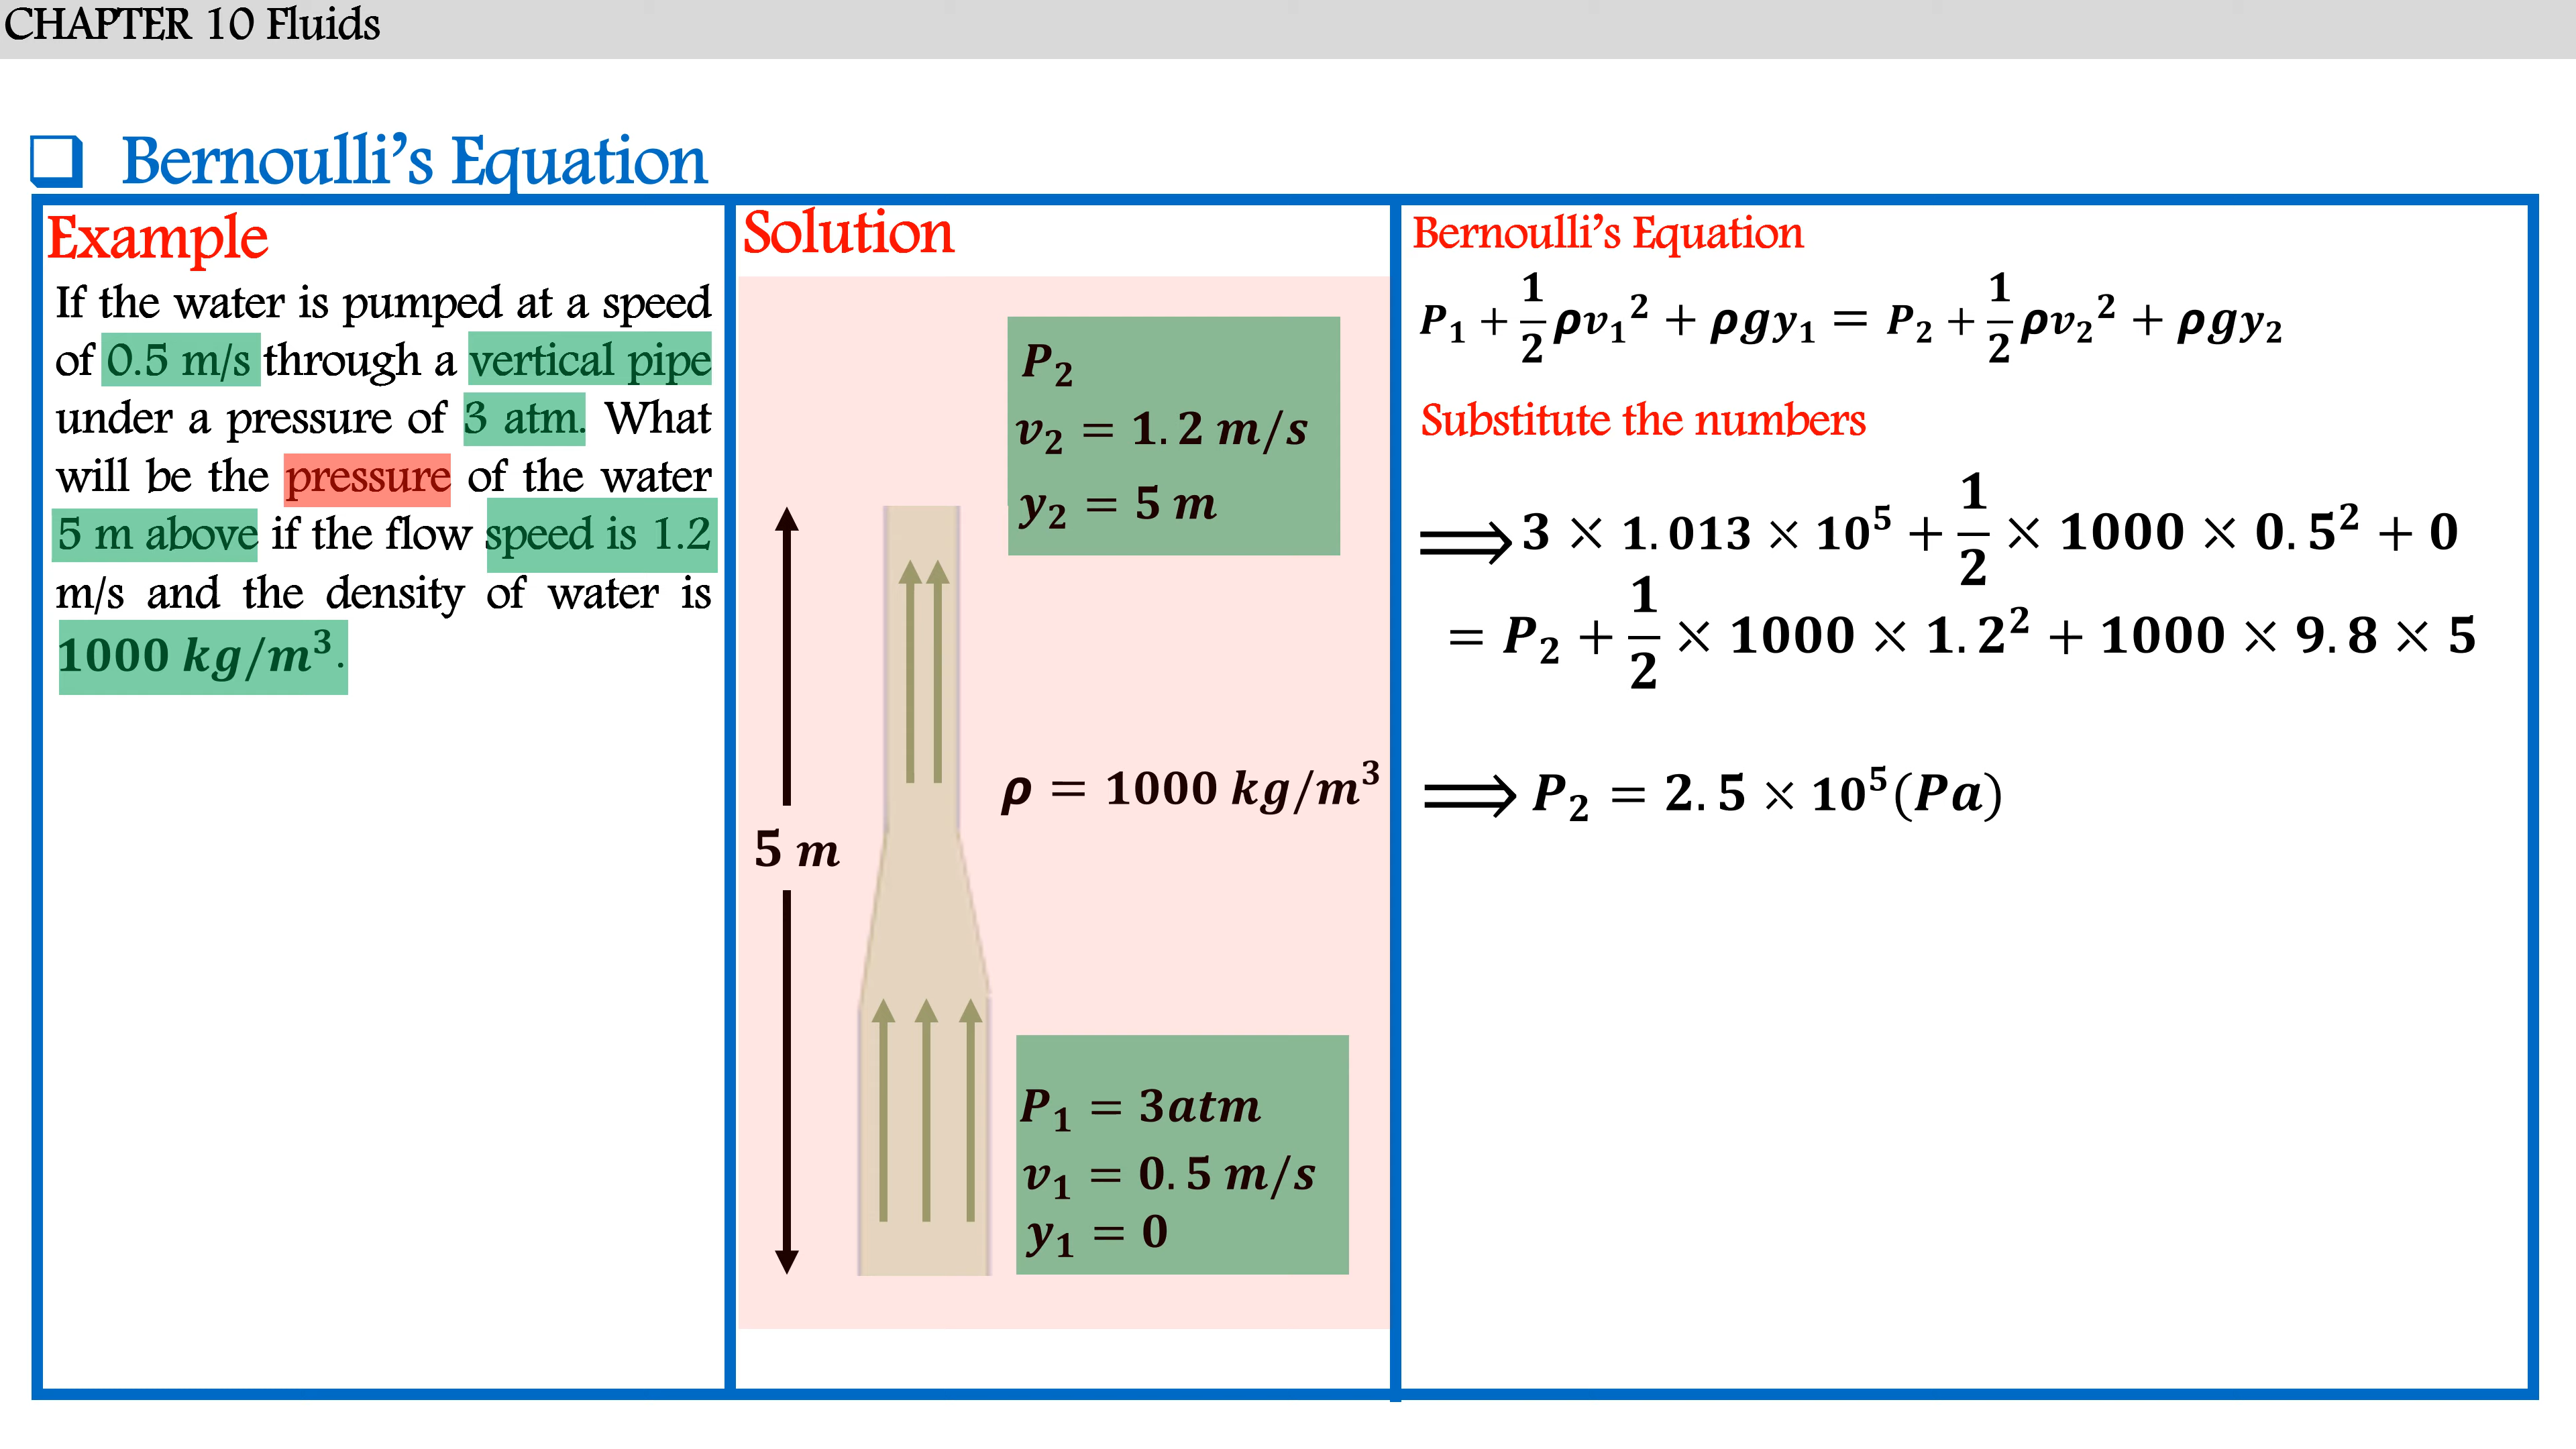 CHAPTER 10 Fluids
❑ Bernoulli's Equation
Example
If the water is pumped at a speed
of 0.5 m/s through a vertical pipe
under a pressure of 3 atm. What
will be the pressure of the water
5 m above if the flow speed is 1.2
m/s and the density of water is
1000 kg/m³.
Solution
P₂
v₂ = 1.2 m/s
y₂ = 5 m
ρ = 1000 kg/m³
5 m
P₁ = 3atm
v₁ = 0.5 m/s
y₁ = 0
Bernoulli's Equation
P₁ + 1/2 ρv₁² + ρgy₁ = P₂ + 1/2 ρv₂² + ρgy₂
Substitute the numbers
⟹ 3 × 1.013 × 10⁵ + 1/2 × 1000 × 0.5² + 0
= P₂ + 1/2 × 1000 × 1.2² + 1000 × 9.8 × 5
⟹ P₂ = 2.5 × 10⁵(Pa)